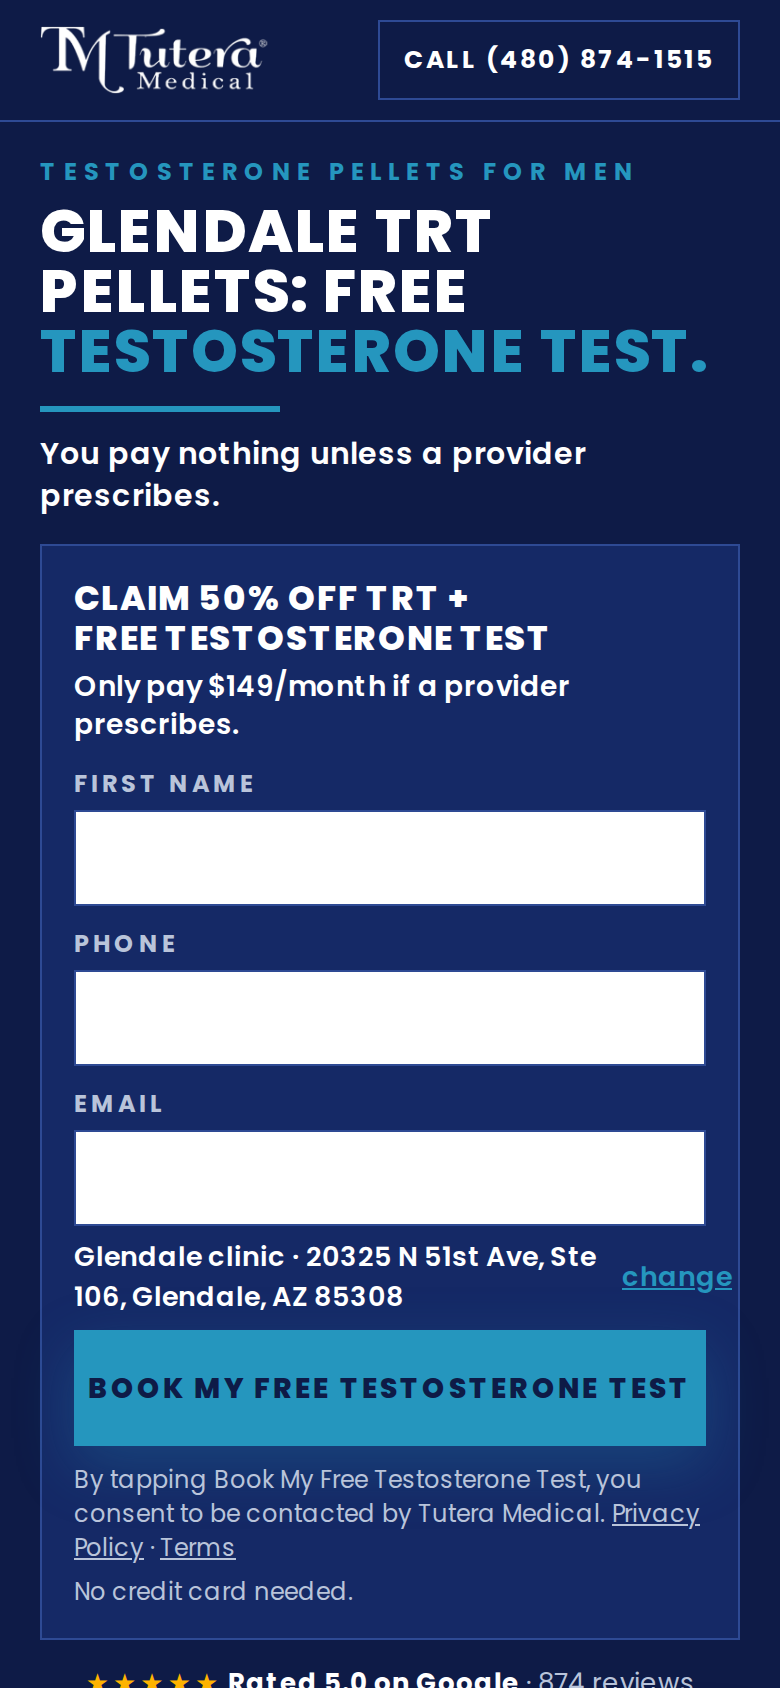 TM Tutera®
Medical
CALL (480) 874-1515
TESTOSTERONE PELLETS FOR MEN
GLENDALE TRT
PELLETS: FREE
TESTOSTERONE TEST.
You pay nothing unless a provider
prescribes.
CLAIM 50% OFF TRT +
FREE TESTOSTERONE TEST
Only pay $149/month if a provider
prescribes.
FIRST NAME
PHONE
EMAIL
Glendale clinic · 20325 N 51st Ave, Ste
106, Glendale, AZ 85308
change
BOOK MY FREE TESTOSTERONE TEST
By tapping Book My Free Testosterone Test, you
consent to be contacted by Tutera Medical. Privacy
Policy · Terms
No credit card needed.
★★★★★ Rated 5.0 on Google · 874 reviews